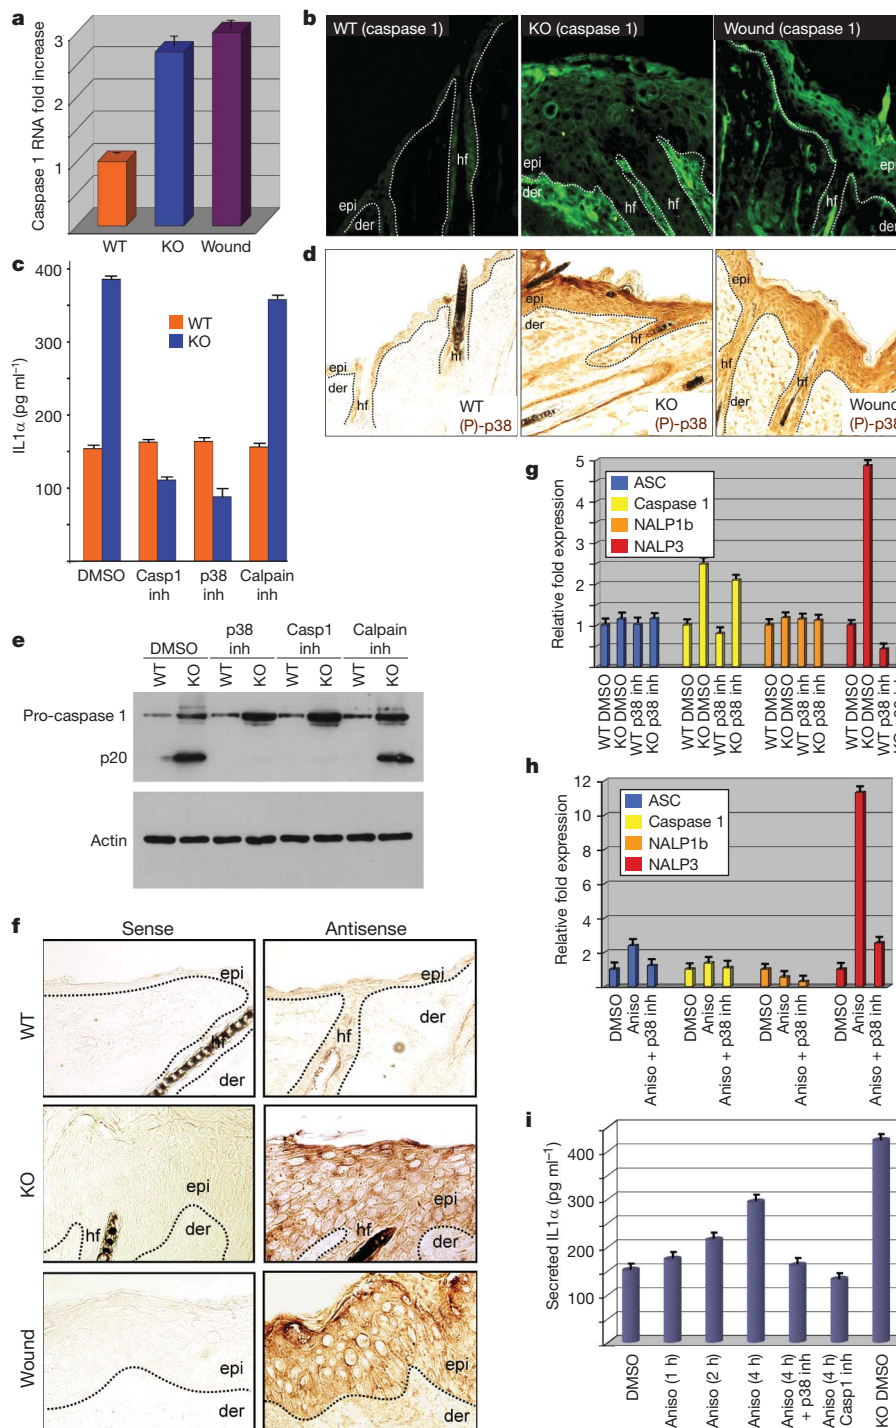 a
Caspase 1 RNA fold increase
3
2
1
WT
KO
Wound
b
WT (caspase 1)
epi
der
hf
KO (caspase 1)
epi
der
hf
hf
Wound (caspase 1)
epi
hf
der
c
IL1α (pg ml⁻¹)
400
300
200
100
WT
KO
DMSO
Casp1 inh
p38 inh
Calpain inh
d
epi
der
hf
hf
WT
(P)-p38
epi
der
hf
KO
(P)-p38
epi
der
hf
Wound
(P)-p38
e
DMSO
p38 inh
Casp1 inh
Calpain inh
WT
KO
WT
KO
WT
KO
WT
KO
Pro-caspase 1
p20
Actin
f
Sense
Antisense
WT
epi
hf
der
epi
der
hf
KO
epi
hf
der
epi
hf
der
Wound
epi
der
epi
der
g
Relative fold expression
5
4
3
2
1
ASC
Caspase 1
NALP1b
NALP3
WT DMSO
KO DMSO
WT p38 inh
KO p38 inh
WT DMSO
KO DMSO
WT p38 inh
KO p38 inh
WT DMSO
KO DMSO
WT p38 inh
KO p38 inh
WT DMSO
KO DMSO
WT p38 inh
h
Relative fold expression
12
10
8
6
4
2
ASC
Caspase 1
NALP1b
NALP3
DMSO
Aniso
Aniso + p38 inh
DMSO
Aniso
Aniso + p38 inh
DMSO
Aniso
Aniso + p38 inh
DMSO
Aniso
Aniso + p38 inh
i
Secreted IL1α (pg ml⁻¹)
400
300
200
100
DMSO
Aniso (1 h)
Aniso (2 h)
Aniso (4 h)
Aniso (4 h)
+ p38 inh
Aniso (4 h)
Casp1 inh
KO DMSO